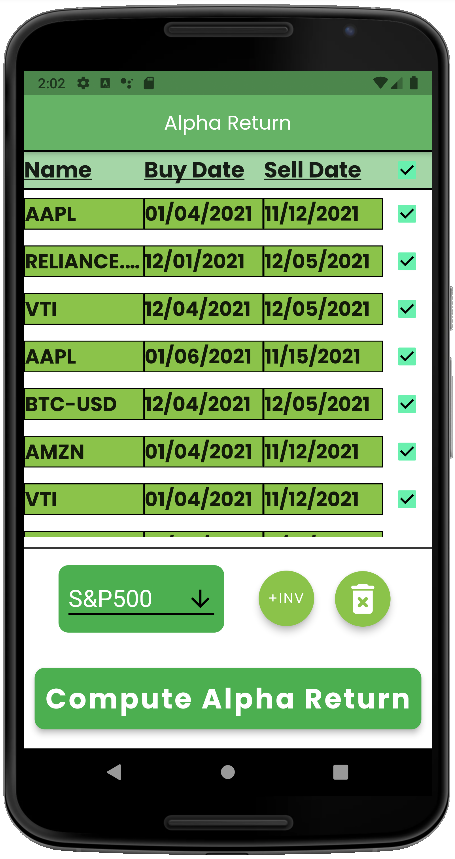 2:02
Alpha Return
Name Buy Date Sell Date
AAPL 01/04/2021 11/12/2021
RELIANCE.... 12/01/2021 12/05/2021
VTI 12/04/2021 12/05/2021
AAPL 01/06/2021 11/15/2021
BTC-USD 12/04/2021 12/05/2021
AMZN 01/04/2021 11/12/2021
VTI 01/04/2021 11/12/2021
S&P500 +INV
Compute Alpha Return